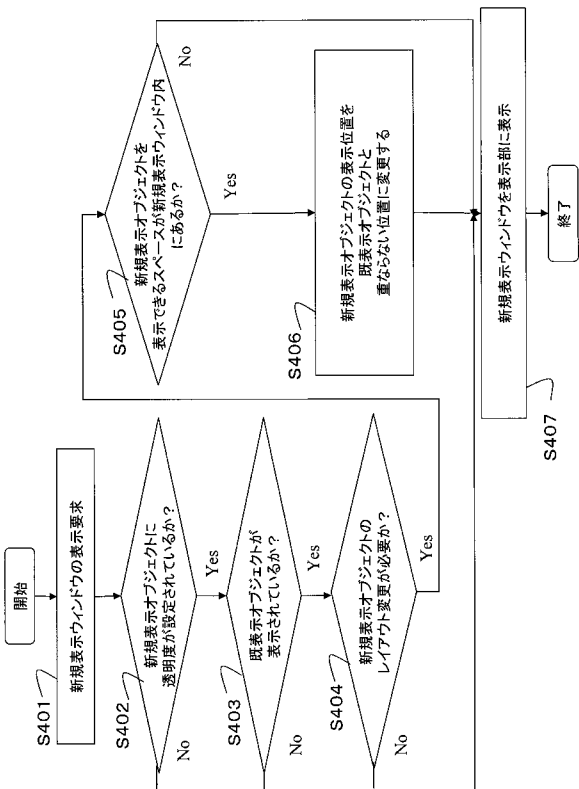 開始
S401
新規表示ウィンドウの表示要求
S402
新規表示オブジェクトに
透明度が設定されているか？
No
Yes
S403
既表示オブジェクトが
表示されているか？
No
Yes
S404
新規表示オブジェクトの
レイアウト変更が必要か？
No
Yes
S405
新規表示オブジェクトを
表示できるスペースが新規表示ウィンドウ内
にあるか？
No
Yes
S406
新規表示オブジェクトの表示位置を
既表示オブジェクトと
重ならない位置に変更する
S407
新規表示ウィンドウを表示部に表示
終了